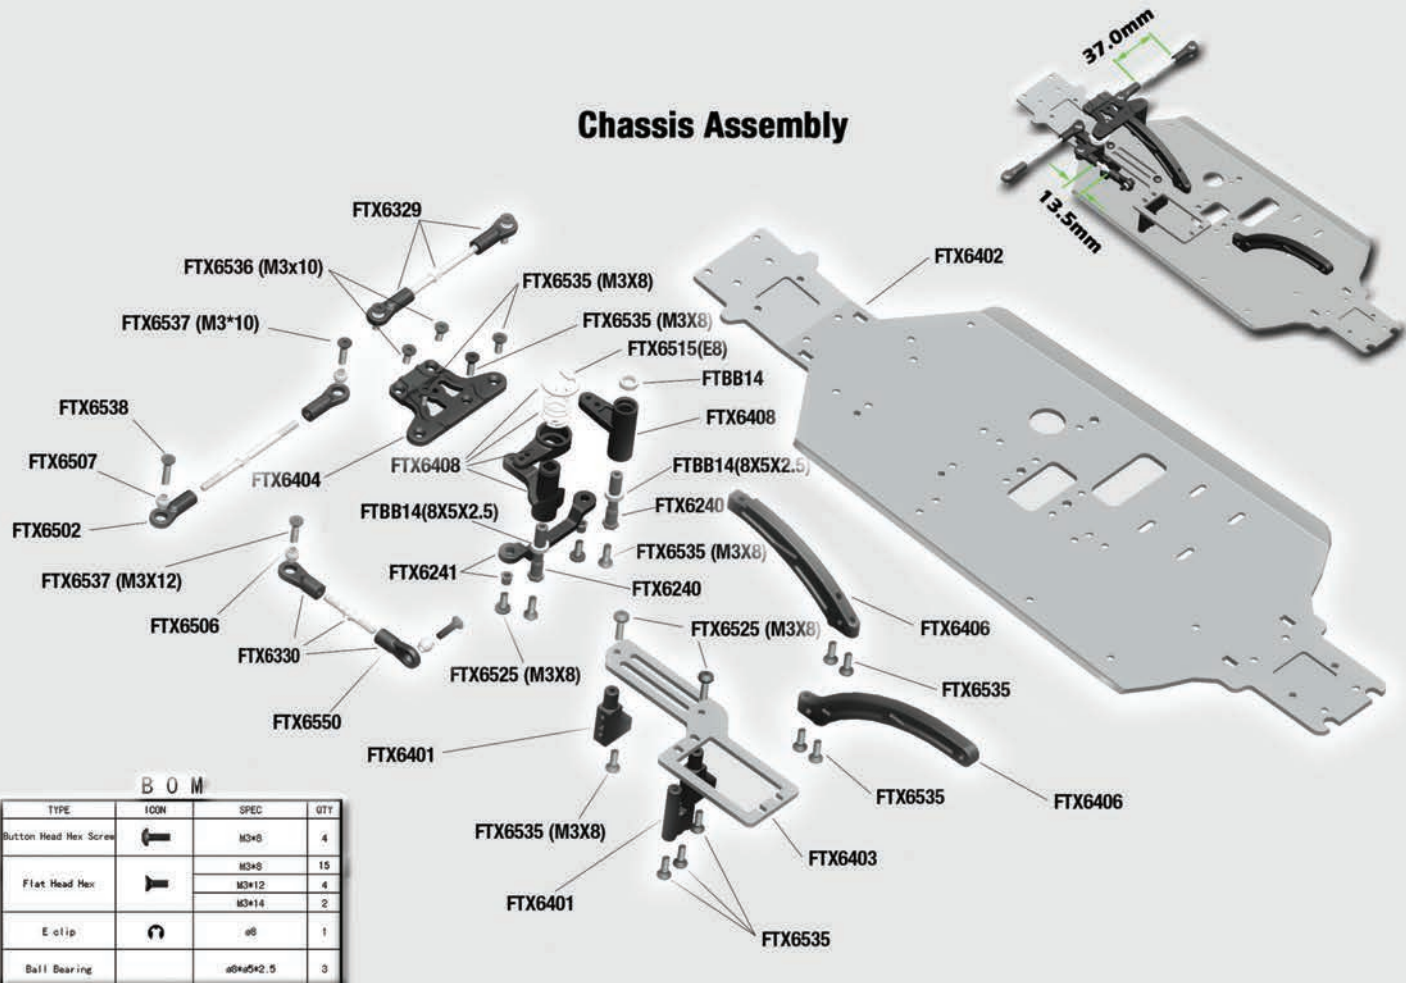 37.0mm
Chassis Assembly
13.5mm
FTX6329
FTX6402
FTX6536 (M3x10)
FTX6535 (M3X8)
FTX6537 (M3*10)
FTX6535 (M3X8)
FTX6515(E8)
FTBB14
FTX6538
FTX6408
FTX6507
FTX6404
FTX6408
FTBB14(8X5X2.5)
FTX6502
FTBB14(8X5X2.5)
FTX6240
FTX6535 (M3X8)
FTX6537 (M3X12)
FTX6241
FTX6240
FTX6506
FTX6525 (M3X8)
FTX6406
FTX6330
FTX6525 (M3X8)
FTX6535
FTX6550
FTX6401
FTX6535
FTX6406
FTX6535 (M3X8)
FTX6403
FTX6401
FTX6535
B O M
TYPE ICON SPEC QTY
Button Head Hex Screw M3*8 4
Flat Head Hex M3*8 15
M3*12 4
M3*14 2
E clip ø8 1
Ball Bearing ø8*ø5*2.5 3